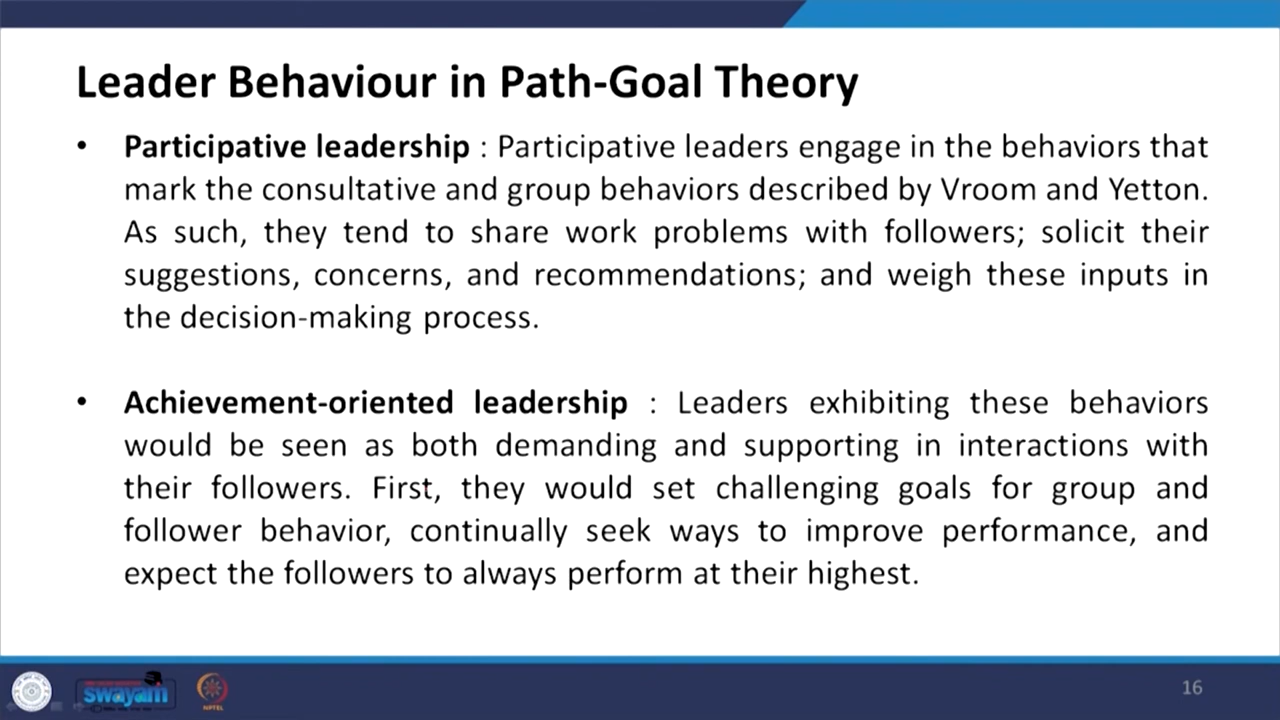 Leader Behaviour in Path-Goal Theory
• Participative leadership : Participative leaders engage in the behaviors that
mark the consultative and group behaviors described by Vroom and Yetton.
As such, they tend to share work problems with followers; solicit their
suggestions, concerns, and recommendations; and weigh these inputs in
the decision-making process.
• Achievement-oriented leadership : Leaders exhibiting these behaviors
would be seen as both demanding and supporting in interactions with
their followers. First, they would set challenging goals for group and
follower behavior, continually seek ways to improve performance, and
expect the followers to always perform at their highest.
swayam
NPTEL
16